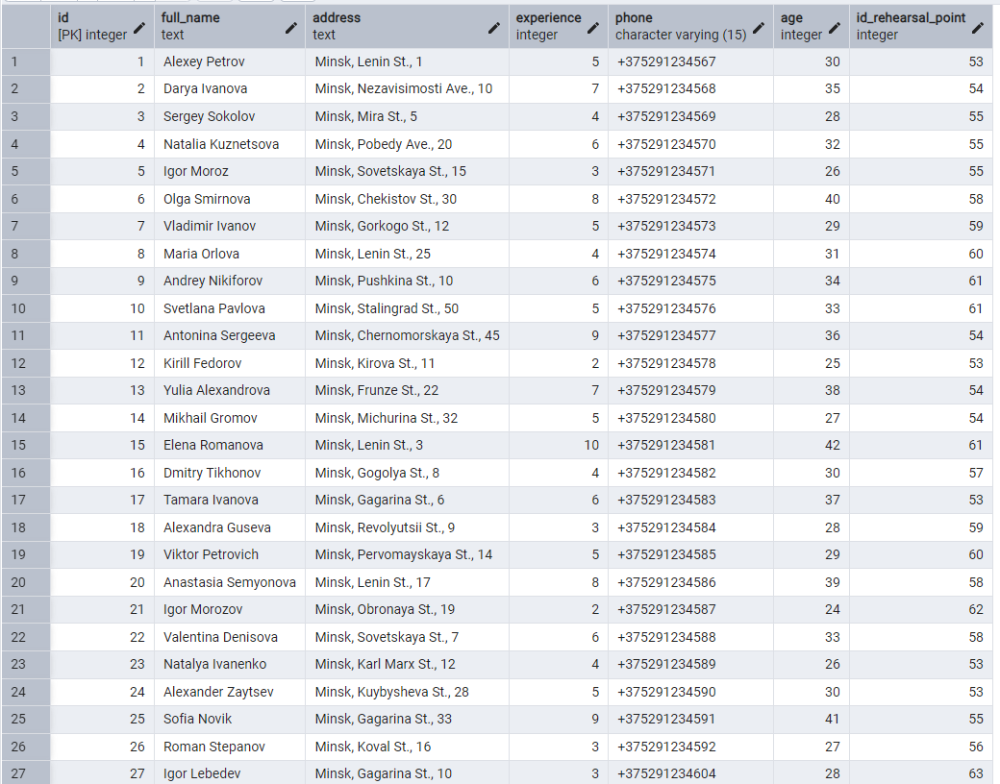 id full_name address experience phone age id_rehearsal_point
[PK] integer text text integer character varying (15) integer integer
1 1 Alexey Petrov Minsk, Lenin St., 1 5 +375291234567 30 53
2 2 Darya Ivanova Minsk, Nezavisimosti Ave., 10 7 +375291234568 35 54
3 3 Sergey Sokolov Minsk, Mira St., 5 4 +375291234569 28 55
4 4 Natalia Kuznetsova Minsk, Pobedy Ave., 20 6 +375291234570 32 55
5 5 Igor Moroz Minsk, Sovetskaya St., 15 3 +375291234571 26 55
6 6 Olga Smirnova Minsk, Chekistov St., 30 8 +375291234572 40 58
7 7 Vladimir Ivanov Minsk, Gorkogo St., 12 5 +375291234573 29 59
8 8 Maria Orlova Minsk, Lenin St., 25 4 +375291234574 31 60
9 9 Andrey Nikiforov Minsk, Pushkina St., 10 6 +375291234575 34 61
10 10 Svetlana Pavlova Minsk, Stalingrad St., 50 5 +375291234576 33 61
11 11 Antonina Sergeeva Minsk, Chernomorskaya St., 45 9 +375291234577 36 54
12 12 Kirill Fedorov Minsk, Kirova St., 11 2 +375291234578 25 53
13 13 Yulia Alexandrova Minsk, Frunze St., 22 7 +375291234579 38 54
14 14 Mikhail Gromov Minsk, Michurina St., 32 5 +375291234580 27 54
15 15 Elena Romanova Minsk, Lenin St., 3 10 +375291234581 42 61
16 16 Dmitry Tikhonov Minsk, Gogolya St., 8 4 +375291234582 30 57
17 17 Tamara Ivanova Minsk, Gagarina St., 6 6 +375291234583 37 53
18 18 Alexandra Guseva Minsk, Revolyutsii St., 9 3 +375291234584 28 59
19 19 Viktor Petrovich Minsk, Pervomayskaya St., 14 5 +375291234585 29 60
20 20 Anastasia Semyonova Minsk, Lenin St., 17 8 +375291234586 39 58
21 21 Igor Morozov Minsk, Obronaya St., 19 2 +375291234587 24 62
22 22 Valentina Denisova Minsk, Sovetskaya St., 7 6 +375291234588 33 58
23 23 Natalya Ivanenko Minsk, Karl Marx St., 12 4 +375291234589 26 53
24 24 Alexander Zaytsev Minsk, Kuybysheva St., 28 5 +375291234590 30 53
25 25 Sofia Novik Minsk, Gagarina St., 33 9 +375291234591 41 55
26 26 Roman Stepanov Minsk, Koval St., 16 3 +375291234592 27 56
27 27 Igor Lebedev Minsk, Gagarina St., 10 3 +375291234604 28 63